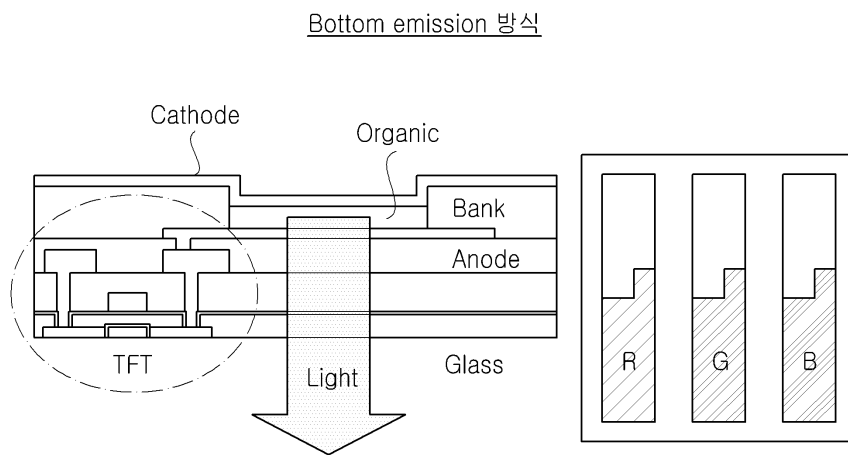 Bottom emission 방식
Cathode
Organic
Bank
Anode
TFT
Light
Glass
R
G
B